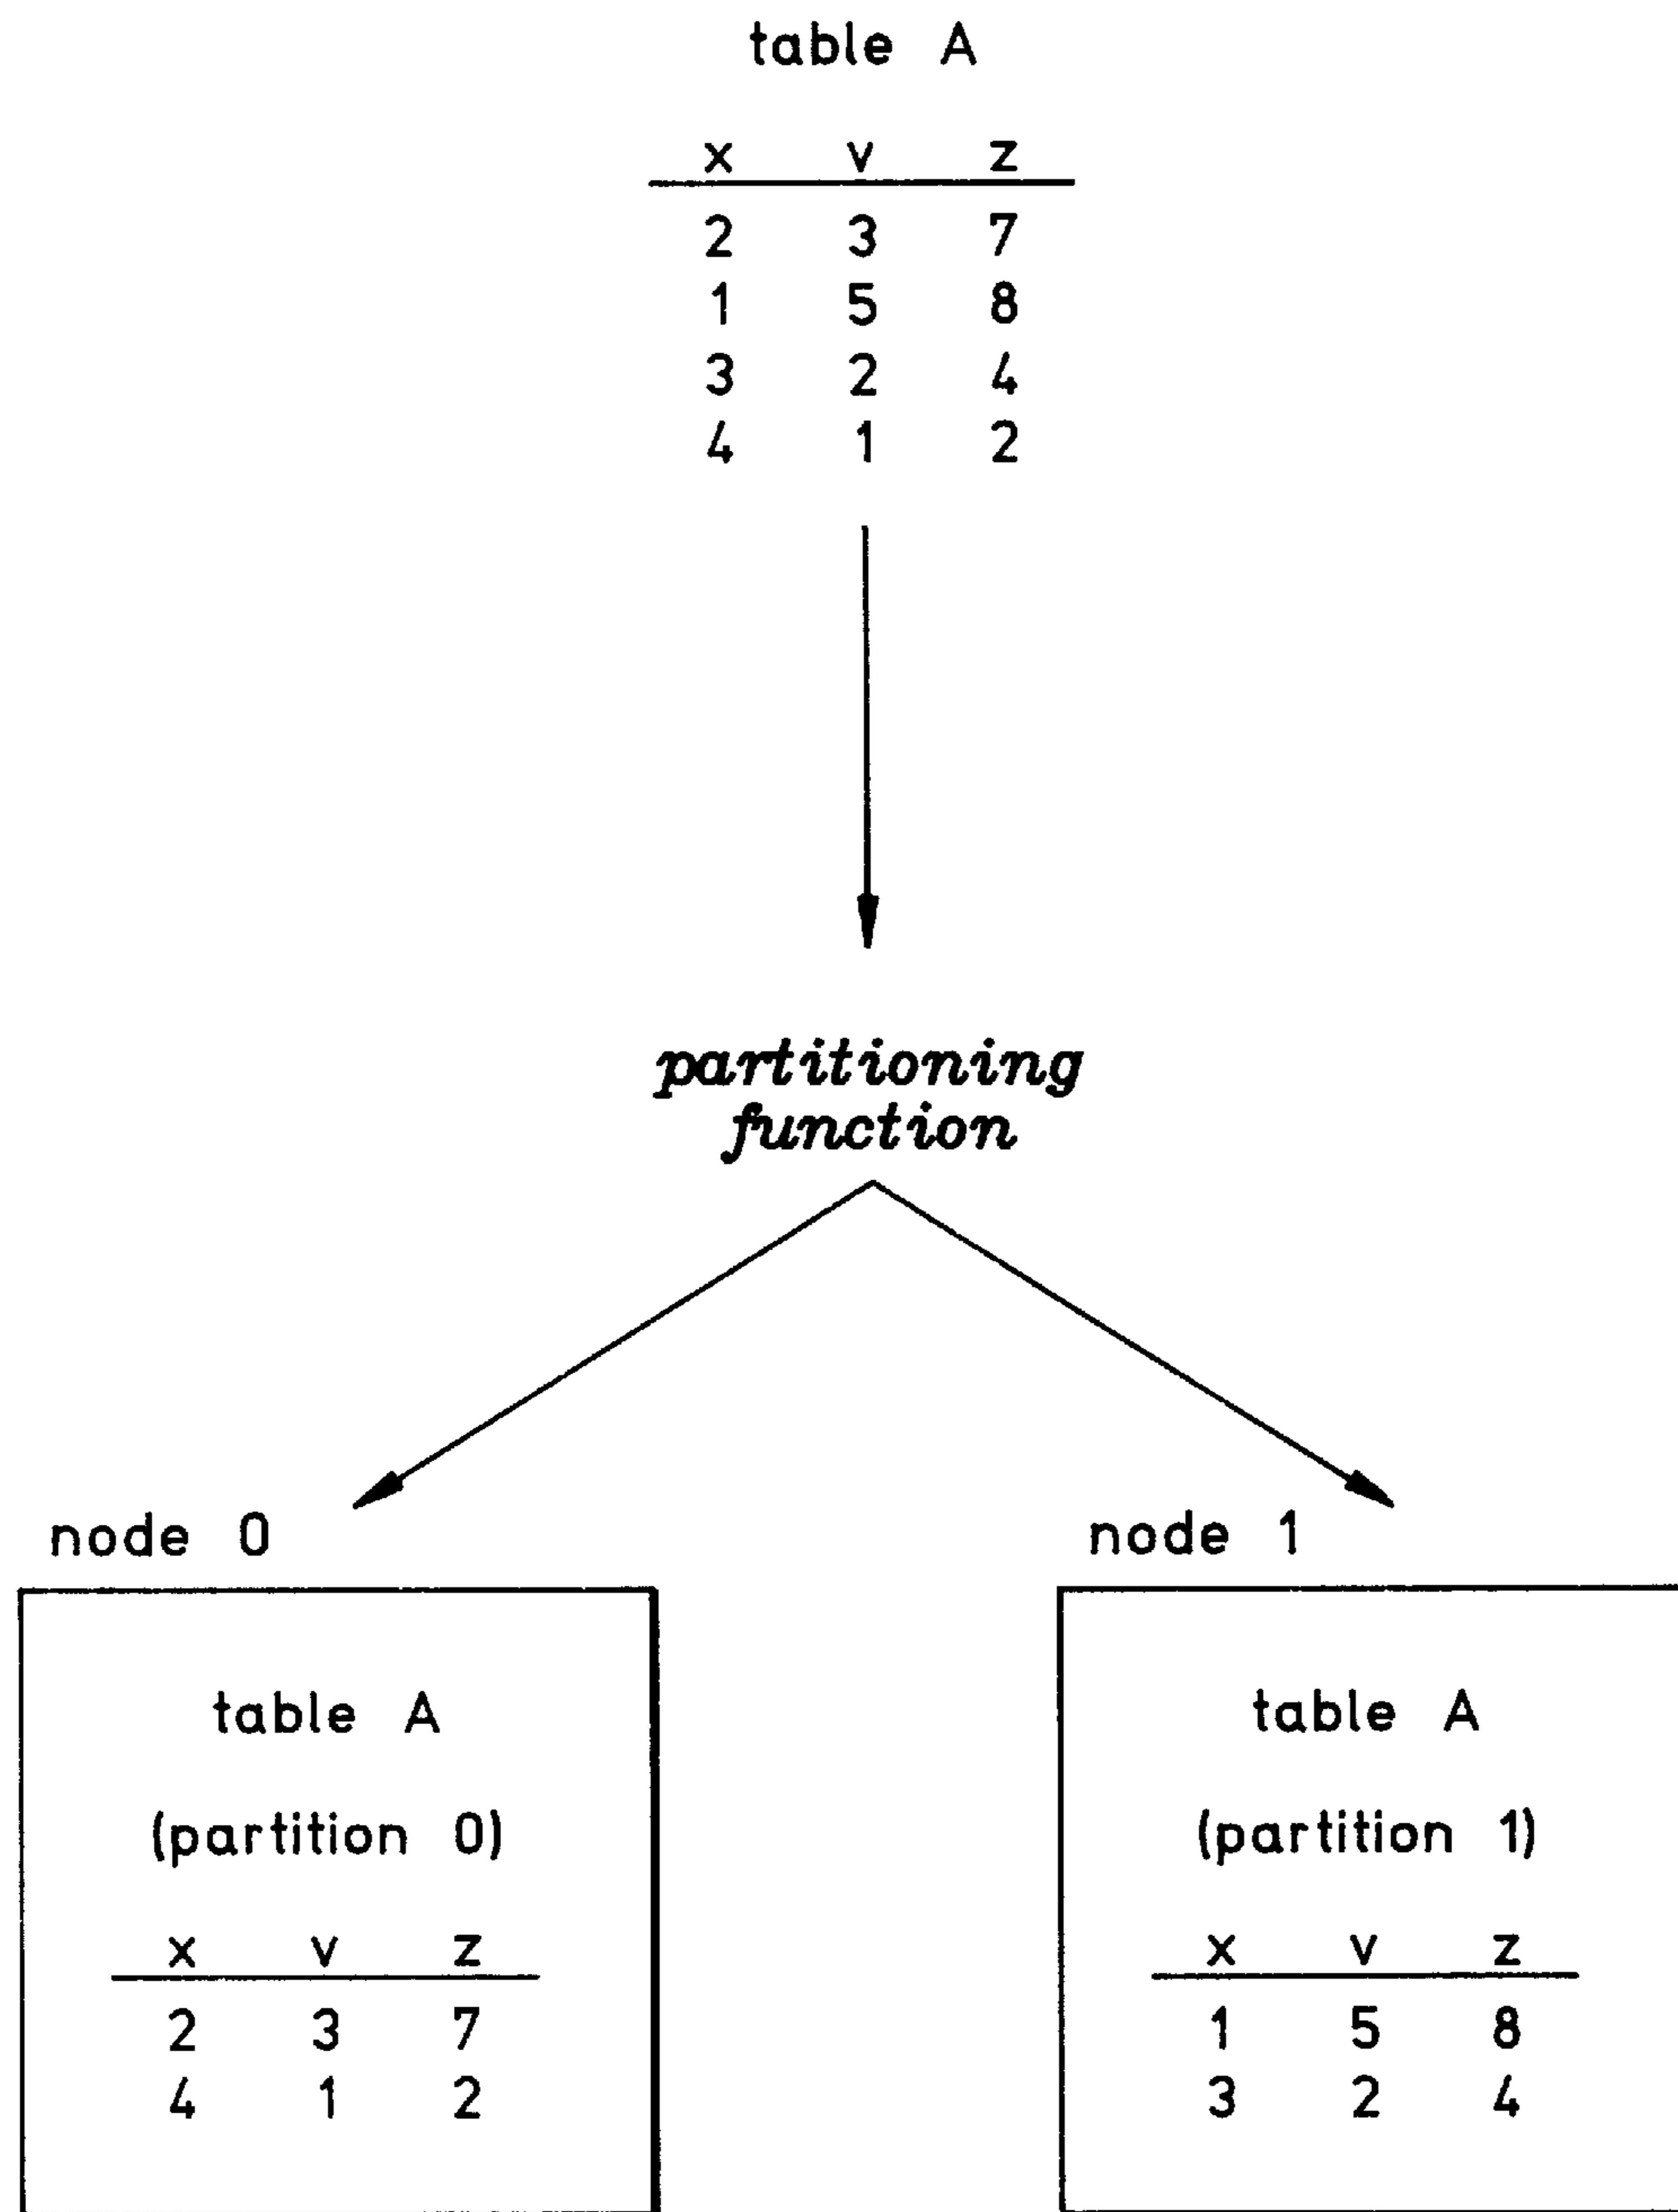 table A
x v z
2 3 7
1 5 8
3 2 4
4 1 2
partitioning
function
node 0
table A
(partition 0)
x v z
2 3 7
4 1 2
node 1
table A
(partition 1)
x v z
1 5 8
3 2 4